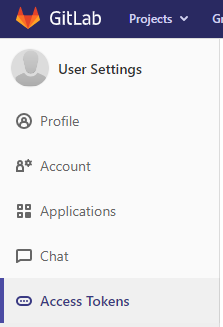 GitLab Projects
User Settings
Profile
Account
Applications
Chat
Access Tokens